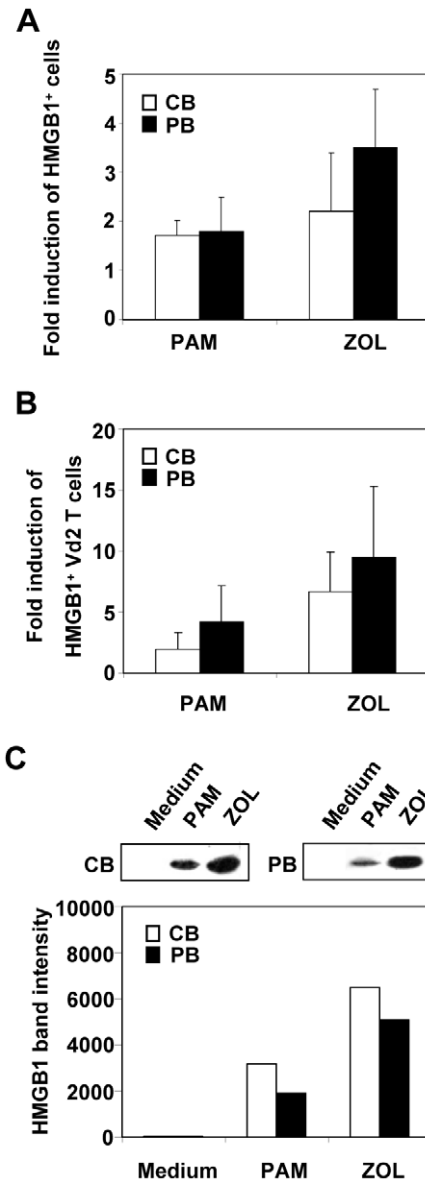 A
Fold induction of HMGB1⁺ cells
5
4
3
2
1
0
CB
PB
PAM ZOL
B
Fold induction of
HMGB1⁺ Vd2 T cells
20
15
10
5
0
CB
PB
PAM ZOL
C
Medium PAM ZOL
CB
Medium PAM ZOL
PB
HMGB1 band intensity
10000
8000
6000
4000
2000
0
CB
PB
Medium PAM ZOL